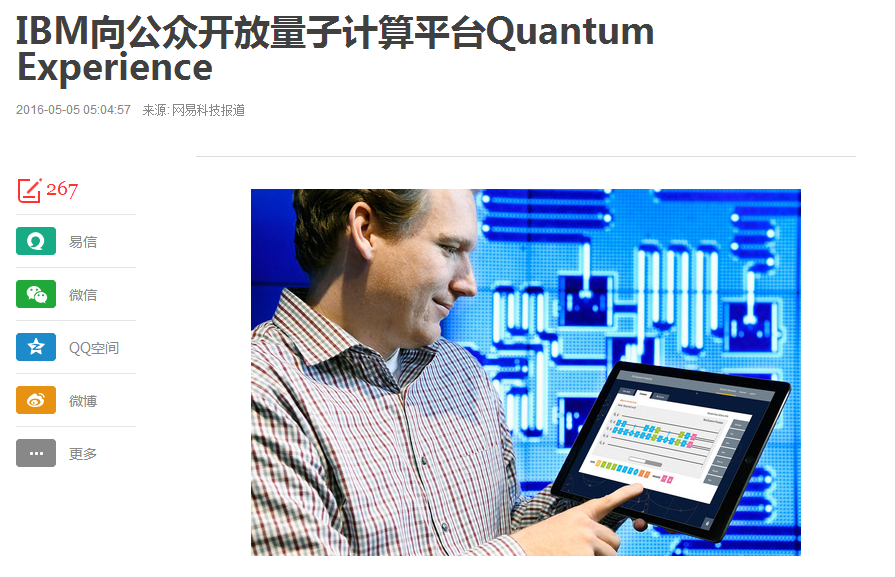 IBM向公众开放量子计算平台Quantum
Experience
2016-05-05 05:04:57 来源: 网易科技报道
267
易信
微信
QQ空间
微博
更多